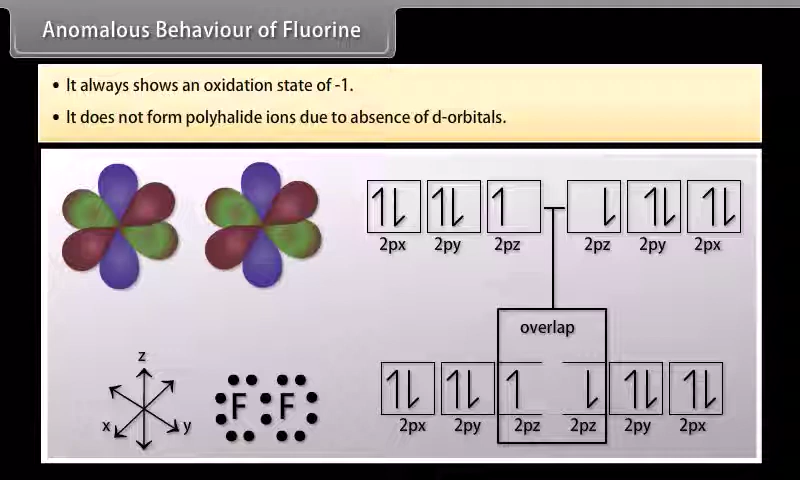 Anomalous Behaviour of Fluorine
• It always shows an oxidation state of -1.
• It does not form polyhalide ions due to absence of d-orbitals.
2px 2py 2pz 2pz 2py 2px
overlap
z
x y
F F
2px 2py 2pz 2pz 2py 2px